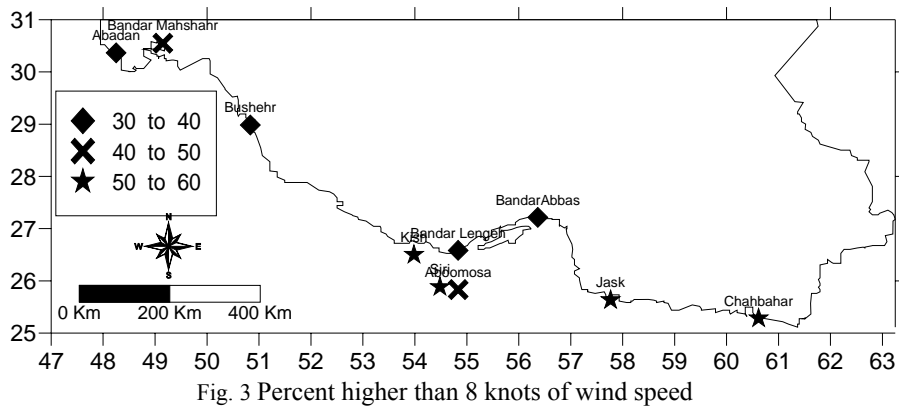 31
30
29
28
27
26
25
Bandar Mahshahr
Abadan
Bushehr
30 to 40
40 to 50
50 to 60
N
W E
S
BandarAbbas
Bandar Lengeh
Kish
Siri
Aboomosa
Jask
Chahbahar
0 Km 200 Km 400 Km
47 48 49 50 51 52 53 54 55 56 57 58 59 60 61 62 63
Fig. 3 Percent higher than 8 knots of wind speed